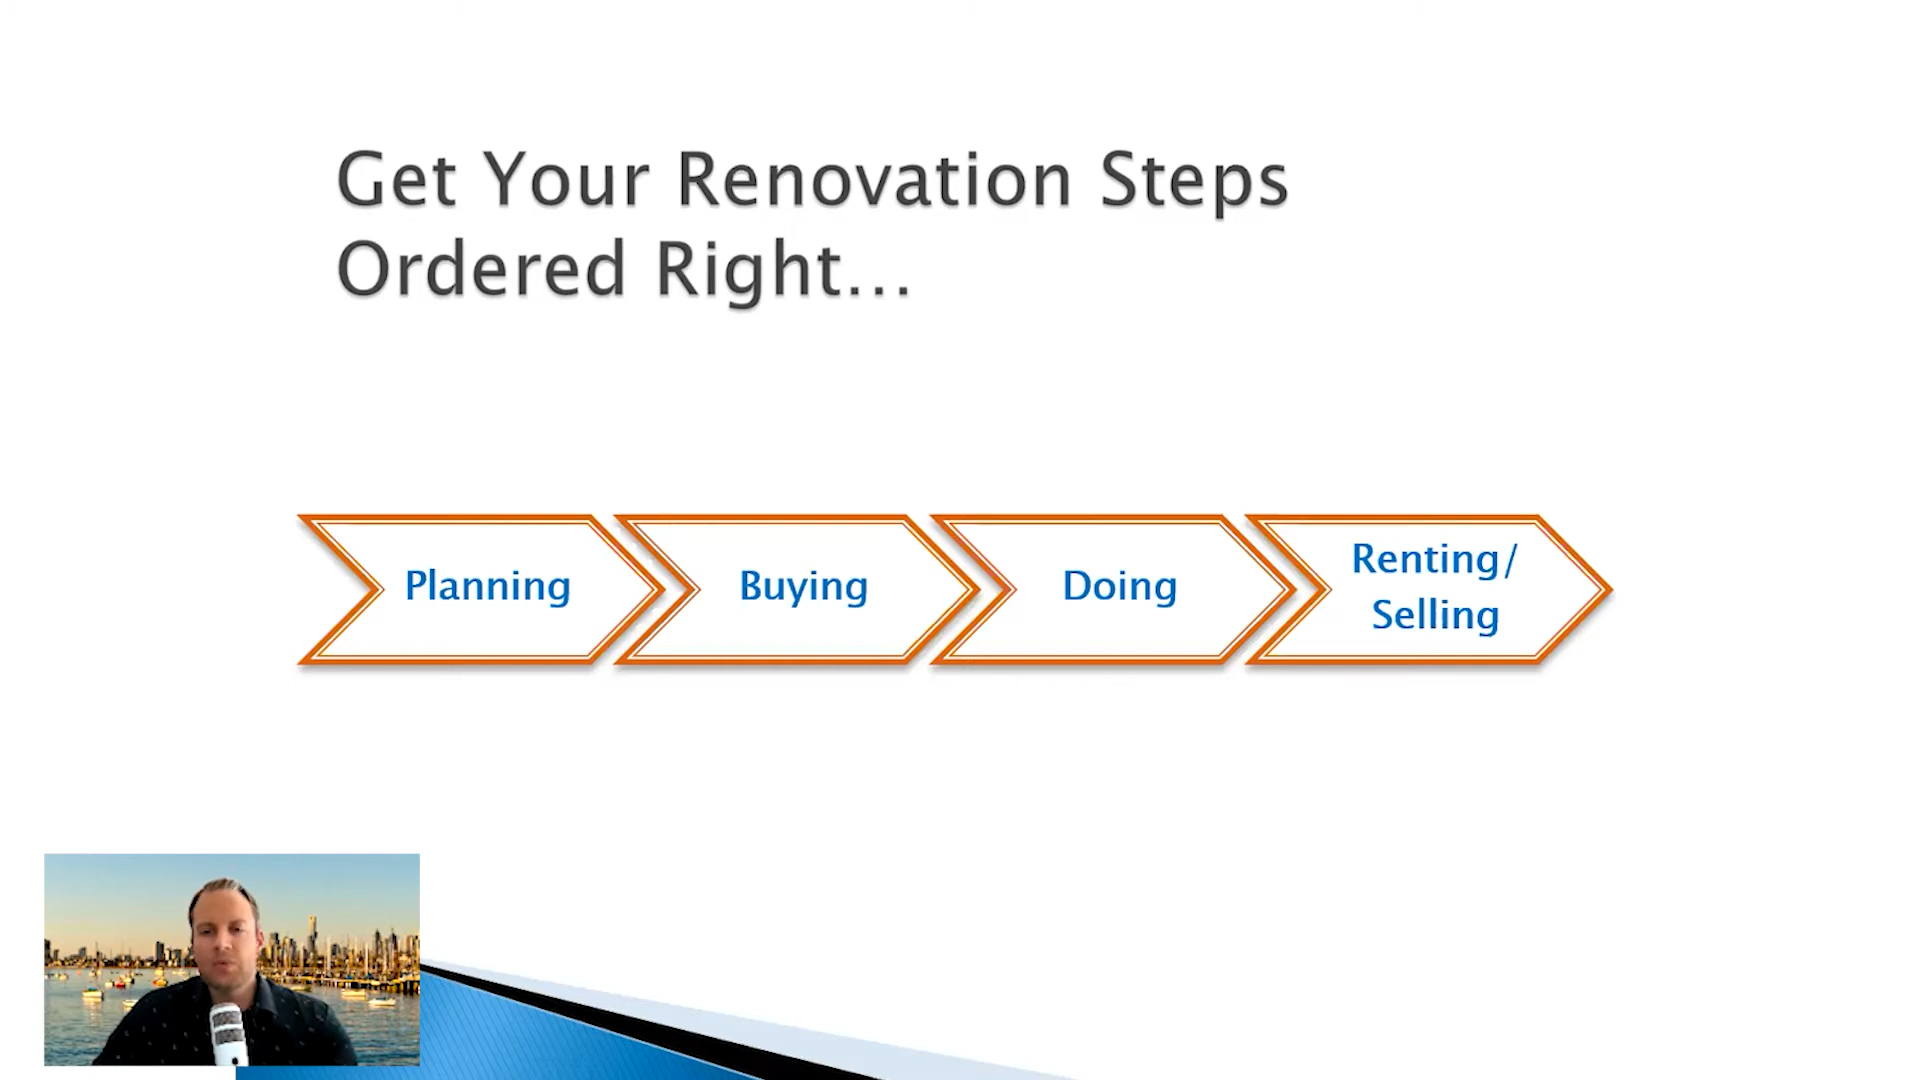 Get Your Renovation Steps
Ordered Right...
Planning
Buying
Doing
Renting/
Selling